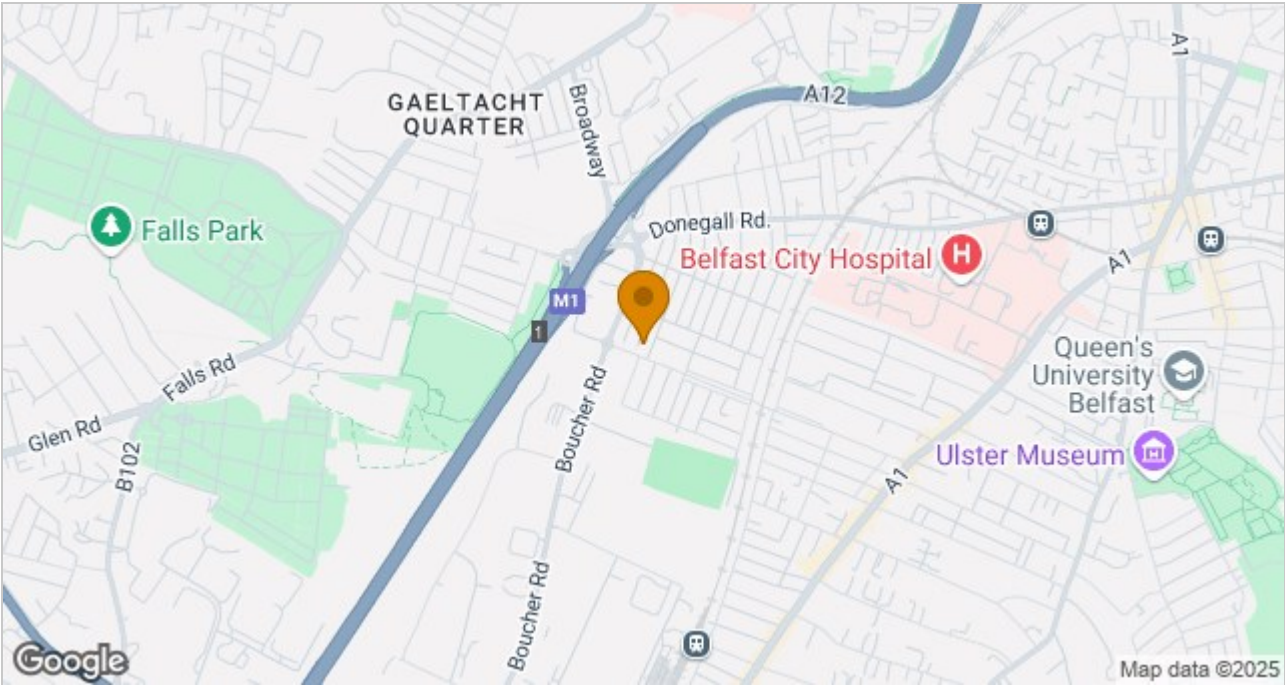 A1
A12
GAELTACHT
QUARTER
Broadway
Falls Park
Donegall Rd.
Belfast City Hospital
H
A1
M1
1
Queen's
University
Belfast
Falls Rd
Boucher Rd
Glen Rd
B102
Ulster Museum
A1
Boucher Rd
Google
Map data ©2025